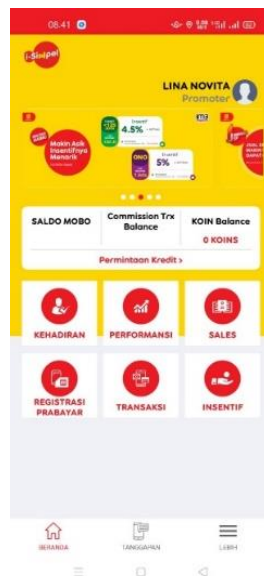 08.41
i-Simpel
LINA NOVITA
Promoter
Makin Asik
Insentifnya
Menarik
Insentif
4.5%
ONO
Insentif
5%
SALDO MOBO
Commission Trx
Balance
KOIN Balance
0 KOINS
Permintaan Kredit >
KEHADIRAN
PERFORMANSI
SALES
REGISTRASI
PRABAYAR
TRANSAKSI
INSENTIF
BERANDA
TANGGAPAN
LEBIH